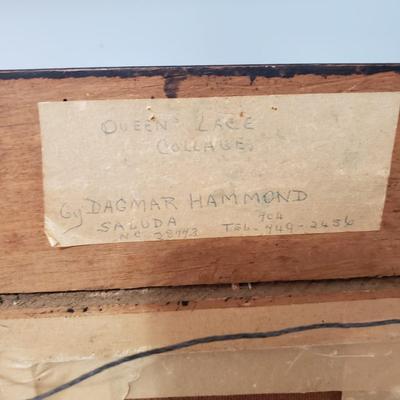 QUEEN'S LACE
COLLAGE.
By DAGMAR HAMMOND
SALUDA 704
NC 28773 TEL- 749-2456